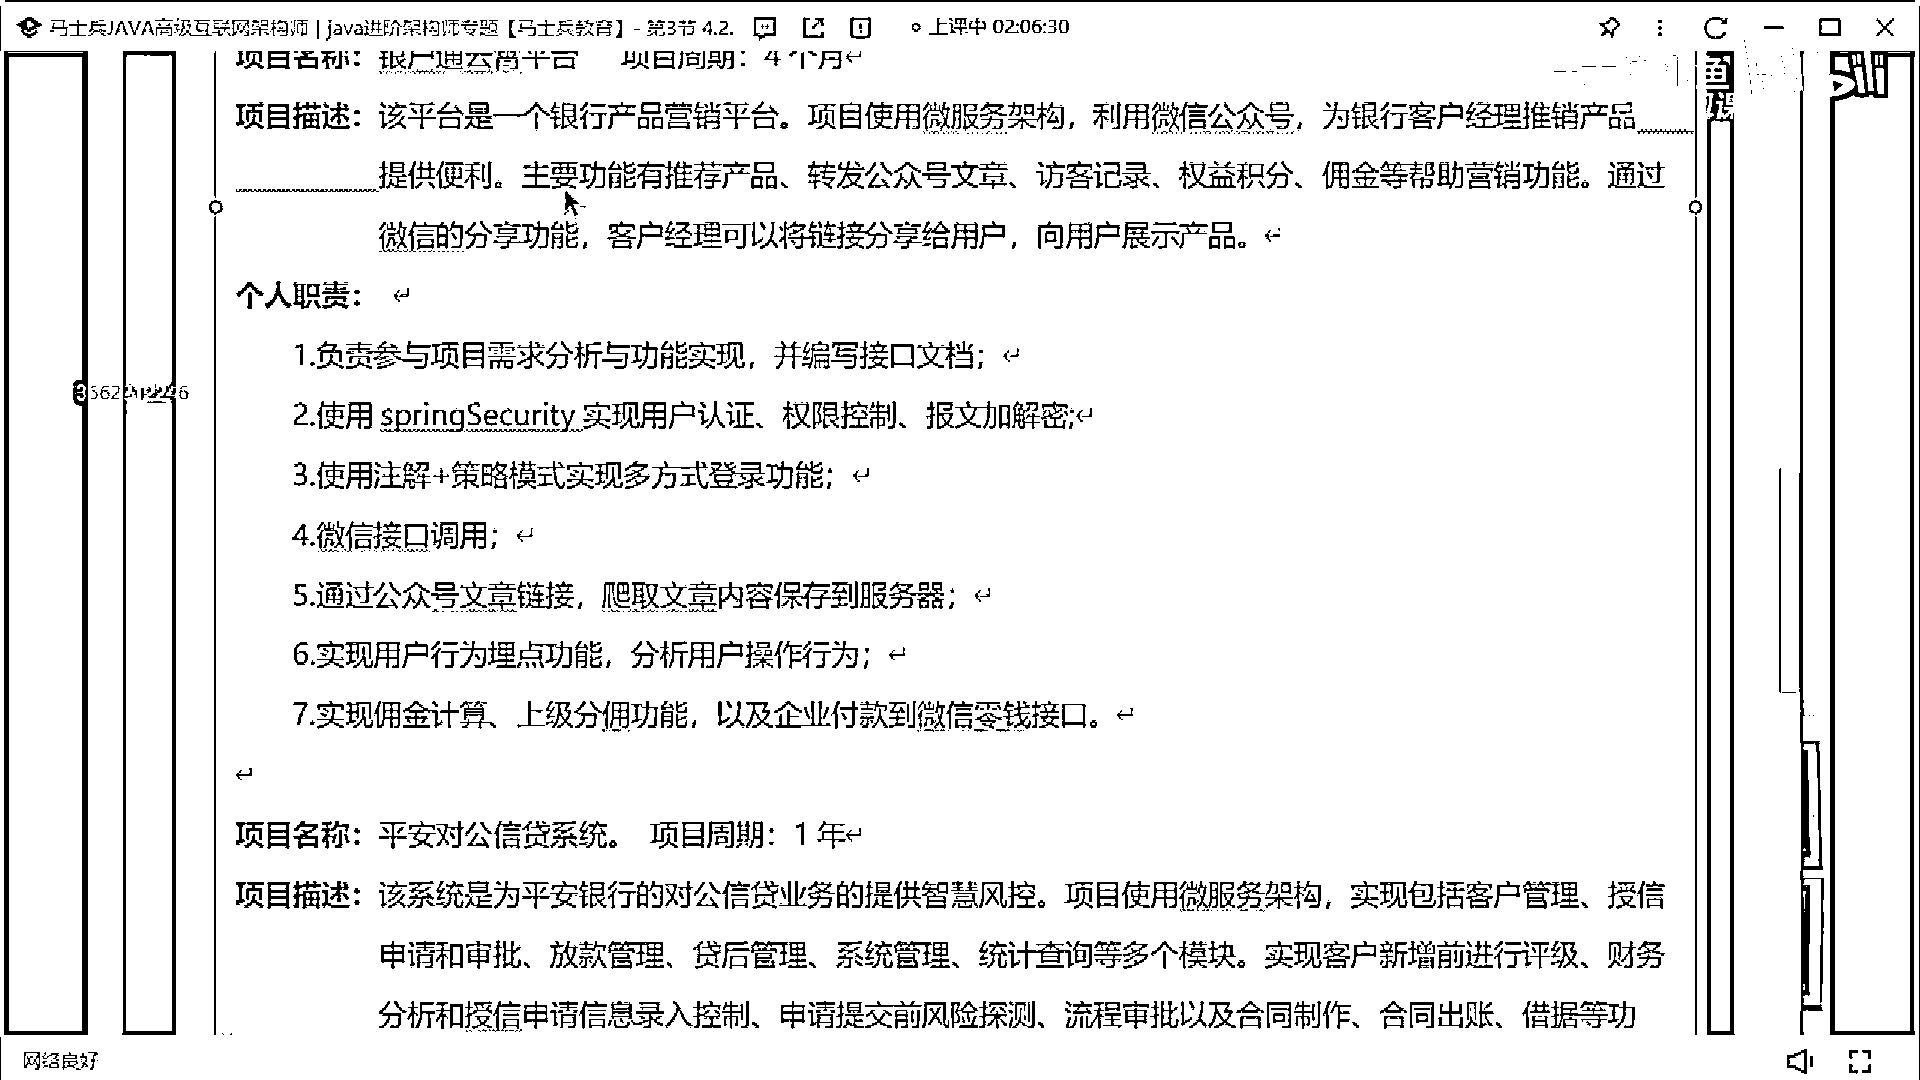 马士兵JAVA高级互联网架构师 | java进阶架构师专题【马士兵教育】- 第3节 4.2. 上课中 02:06:30
项目名称：银户通云营平台 项目周期：4 个月
项目描述：该平台是一个银行产品营销平台。项目使用微服务架构，利用微信公众号，为银行客户经理推销产品
提供便利。主要功能有推荐产品、转发公众号文章、访客记录、权益积分、佣金等帮助营销功能。通过
微信的分享功能，客户经理可以将链接分享给用户，向用户展示产品。
个人职责：
1.负责参与项目需求分析与功能实现，并编写接口文档；
2.使用 springSecurity 实现用户认证、权限控制、报文加解密;
3.使用注解+策略模式实现多方式登录功能；
4.微信接口调用；
5.通过公众号文章链接，爬取文章内容保存到服务器；
6.实现用户行为埋点功能，分析用户操作行为；
7.实现佣金计算、上级分佣功能，以及企业付款到微信零钱接口。
项目名称：平安对公信贷系统。 项目周期：1 年
项目描述：该系统是为平安银行的对公信贷业务的提供智慧风控。项目使用微服务架构，实现包括客户管理、授信
申请和审批、放款管理、贷后管理、系统管理、统计查询等多个模块。实现客户新增前进行评级、财务
分析和授信申请信息录入控制、申请提交前风险探测、流程审批以及合同制作、合同出账、借据等功
网络良好